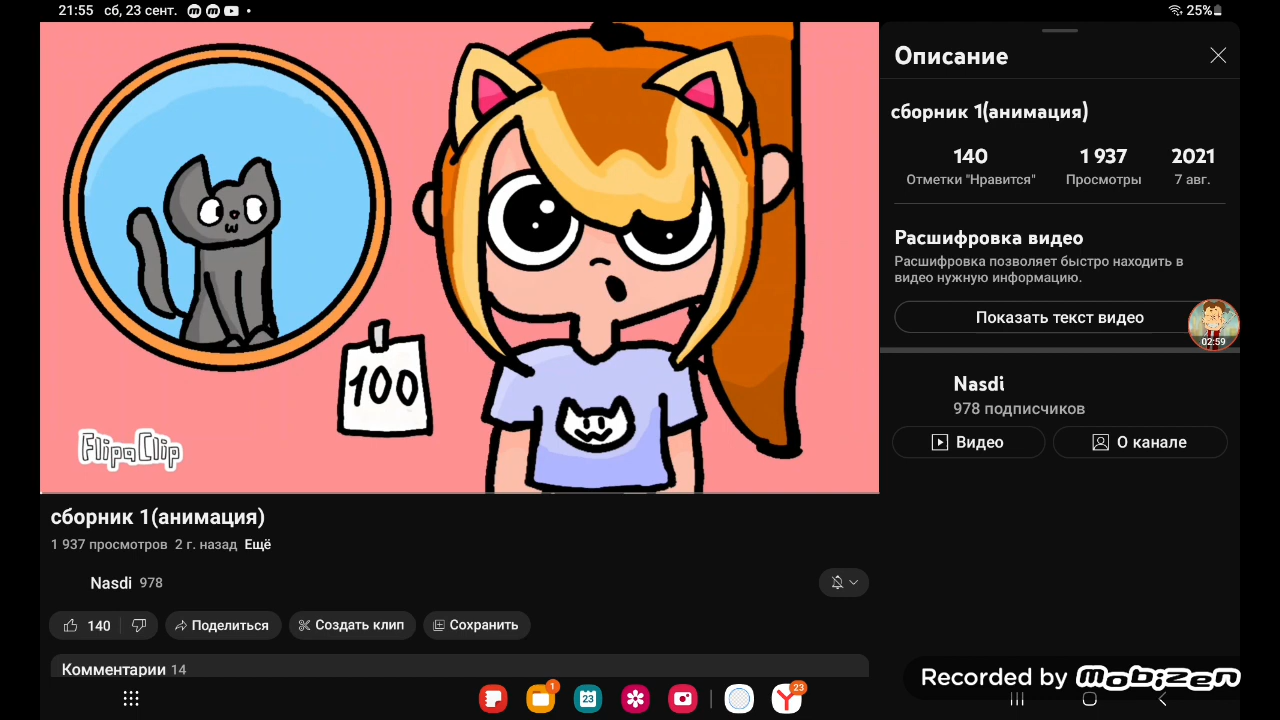 21:55 сб, 23 сент.
25%
100
FlipaClip
сборник 1(анимация)
1 937 просмотров 2 г. назад Ещё
Nasdi 978
140
Поделиться
Создать клип
Сохранить
Комментарии 14
Описание
сборник 1(анимация)
140 1 937 2021
Отметки "Нравится" Просмотры 7 авг.
Расшифровка видео
Расшифровка позволяет быстро находить в
видео нужную информацию.
Показать текст видео
02:59
Nasdi
978 подписчиков
Видео
О канале
1
23
23
Recorded by mobizen